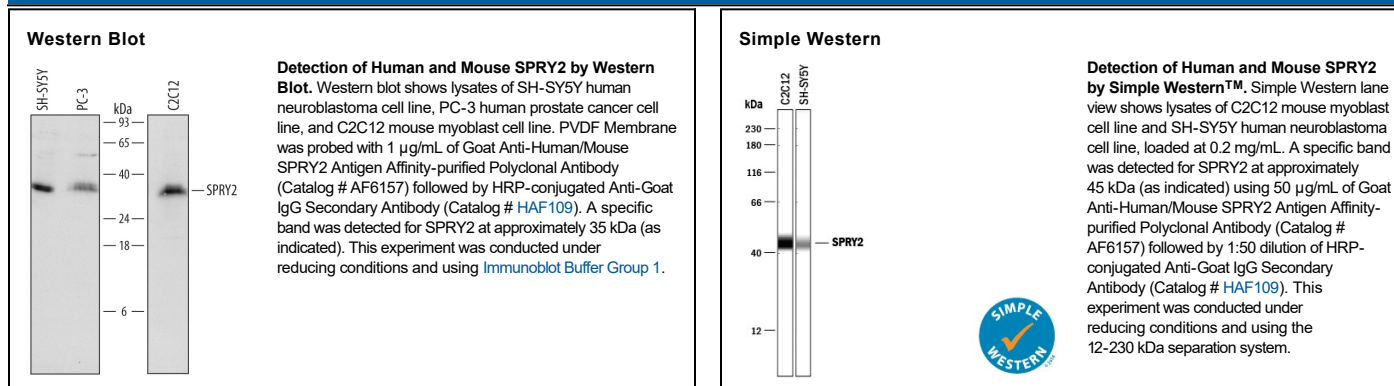 Western Blot
SH-SY5Y
PC-3
C2C12
kDa
93
65
40
24
18
6
SPRY2
Detection of Human and Mouse SPRY2 by Western
Blot. Western blot shows lysates of SH-SY5Y human
neuroblastoma cell line, PC-3 human prostate cancer cell
line, and C2C12 mouse myoblast cell line. PVDF Membrane
was probed with 1 µg/mL of Goat Anti-Human/Mouse
SPRY2 Antigen Affinity-purified Polyclonal Antibody
(Catalog # AF6157) followed by HRP-conjugated Anti-Goat
IgG Secondary Antibody (Catalog # HAF109). A specific
band was detected for SPRY2 at approximately 35 kDa (as
indicated). This experiment was conducted under
reducing conditions and using Immunoblot Buffer Group 1.
Simple Western
C2C12
SH-SY5Y
kDa
230
180
116
66
40
12
SPRY2
SIMPLE
WESTERN
Detection of Human and Mouse SPRY2
by Simple Western™. Simple Western lane
view shows lysates of C2C12 mouse myoblast
cell line and SH-SY5Y human neuroblastoma
cell line, loaded at 0.2 mg/mL. A specific band
was detected for SPRY2 at approximately
45 kDa (as indicated) using 50 µg/mL of Goat
Anti-Human/Mouse SPRY2 Antigen Affinity-
purified Polyclonal Antibody (Catalog #
AF6157) followed by 1:50 dilution of HRP-
conjugated Anti-Goat IgG Secondary
Antibody (Catalog # HAF109). This
experiment was conducted under
reducing conditions and using the
12-230 kDa separation system.